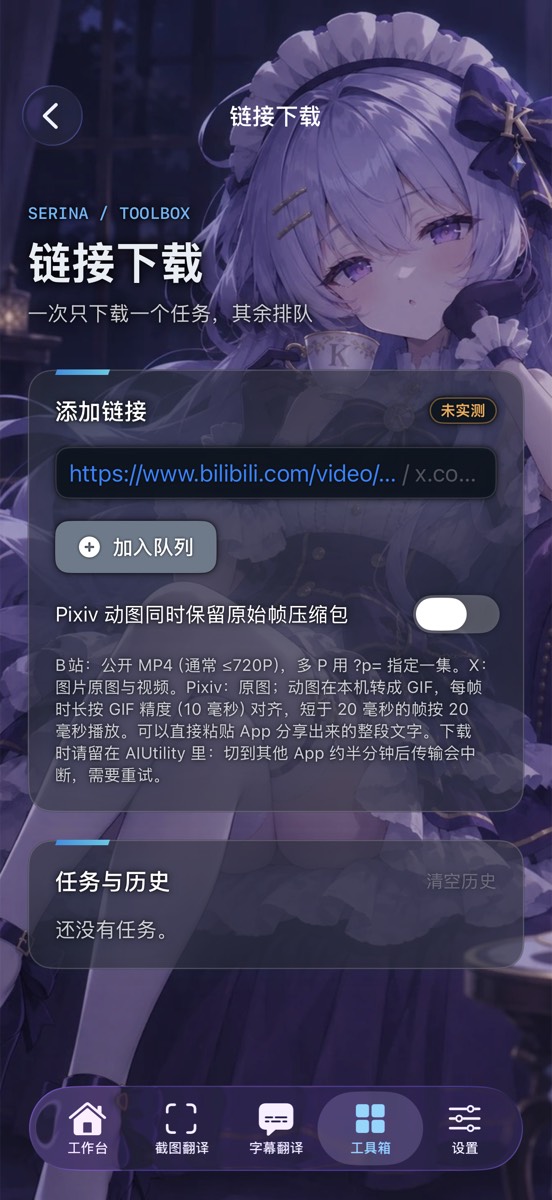 链接下载
SERINA / TOOLBOX
链接下载
一次只下载一个任务，其余排队
添加链接
未实测
https://www.bilibili.com/video/... / x.co...
加入队列
Pixiv 动图同时保留原始帧压缩包
B站：公开 MP4 (通常 ≤720P)，多 P 用 ?p= 指定一集。X：
图片原图与视频。Pixiv：原图；动图在本机转成 GIF，每帧
时长按 GIF 精度 (10 毫秒) 对齐，短于 20 毫秒的帧按 20
毫秒播放。可以直接粘贴 App 分享出来的整段文字。下载
时请留在 AIUtility 里：切到其他 App 约半分钟后传输会中
断，需要重试。
任务与历史
清空历史
还没有任务。
工作台
截图翻译
字幕翻译
工具箱
设置
K
K